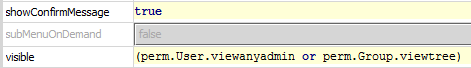 showConfirmMessage true
subMenuOnDemand false
visible (perm.User.viewanyadmin or perm.Group.viewtree)